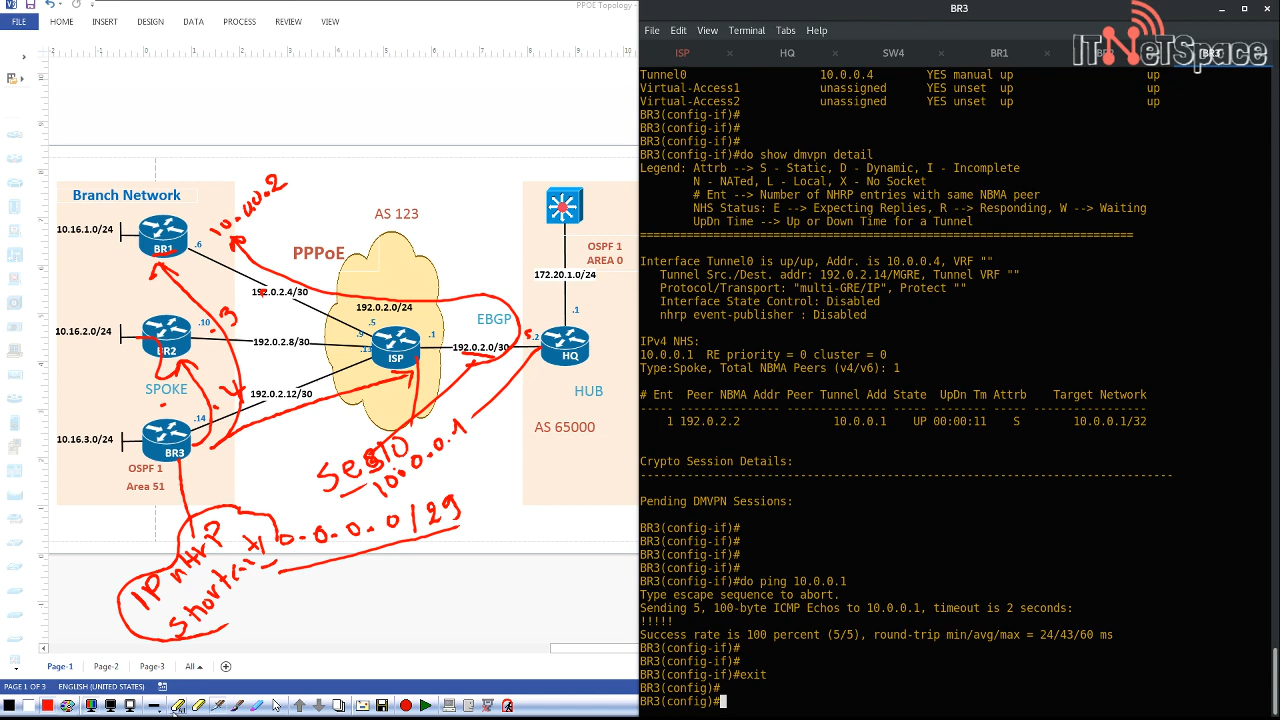 PPOE Topology -
FILE HOME INSERT DESIGN DATA PROCESS REVIEW VIEW
Branch Network
10.16.1.0/24
BR1
.6
10.0.0.2
PPPoE
AS 123
192.0.2.4/30
192.0.2.0/24
.5
OSPF 1
AREA 0
172.20.1.0/24
.1
EBGP
10.16.2.0/24
BR2
.10
.3
192.0.2.8/30
.9
.1
192.0.2.0/30
.2
ISP
HQ
SPOKE
.4
192.0.2.12/30
HUB
.14
10.16.3.0/24
BR3
AS 65000
OSPF 1
Area 51
10.0.0.1
0.0.0.0/29
IP nhrp
shortcut
Page-1 Page-2 Page-3 All
PAGE 1 OF 3 ENGLISH (UNITED STATES)
BR3
File Edit View Terminal Tabs Help
ISP HQ SW4 BR1 BR3
ITNetSpace
Tunnel0 10.0.0.4 YES manual up up
Virtual-Access1 unassigned YES unset up up
Virtual-Access2 unassigned YES unset up up
BR3(config-if)#
BR3(config-if)#
BR3(config-if)#
BR3(config-if)#do show dmvpn detail
Legend: Attrb --> S - Static, D - Dynamic, I - Incomplete
N - NATed, L - Local, X - No Socket
# Ent --> Number of NHRP entries with same NBMA peer
NHS Status: E --> Expecting Replies, R --> Responding, W --> Waiting
UpDn Time --> Up or Down Time for a Tunnel
==========================================================================
Interface Tunnel0 is up/up, Addr. is 10.0.0.4, VRF ""
Tunnel Src./Dest. addr: 192.0.2.14/MGRE, Tunnel VRF ""
Protocol/Transport: "multi-GRE/IP", Protect ""
Interface State Control: Disabled
nhrp event-publisher : Disabled
IPv4 NHS:
10.0.0.1 RE priority = 0 cluster = 0
Type:Spoke, Total NBMA Peers (v4/v6): 1
# Ent Peer NBMA Addr Peer Tunnel Add State UpDn Tm Attrb Target Network
----- --------------- --------------- ----- -------- ----- -----------------
1 192.0.2.2 10.0.0.1 UP 00:00:11 S 10.0.0.1/32
Crypto Session Details:
--------------------------------------------------------------------------------
Pending DMVPN Sessions:
BR3(config-if)#
BR3(config-if)#
BR3(config-if)#
BR3(config-if)#
BR3(config-if)#do ping 10.0.0.1
Type escape sequence to abort.
Sending 5, 100-byte ICMP Echos to 10.0.0.1, timeout is 2 seconds:
!!!!!
Success rate is 100 percent (5/5), round-trip min/avg/max = 24/43/60 ms
BR3(config-if)#
BR3(config-if)#
BR3(config-if)#exit
BR3(config)#
BR3(config)#